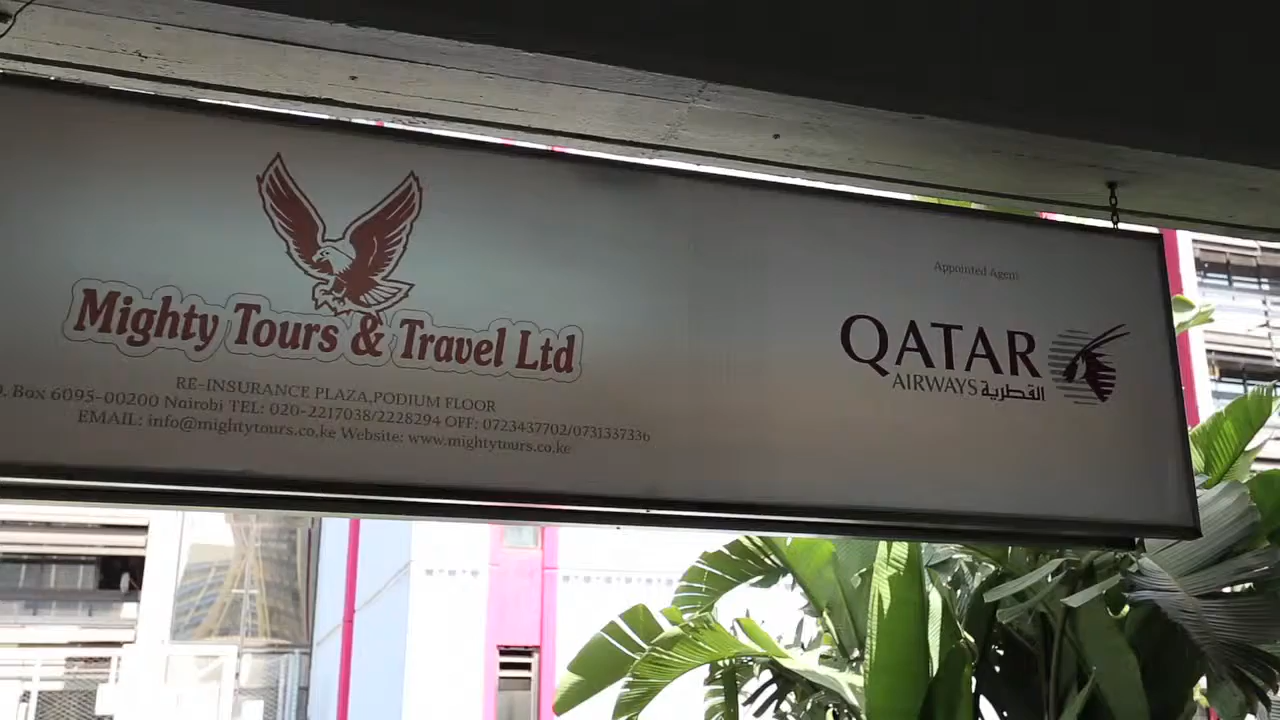 Mighty Tours & Travel Ltd
RE-INSURANCE PLAZA,PODIUM FLOOR
. Box 6095-00200 Nairobi TEL: 020-2217038/2228294 OFF: 0723437702/073133733
EMAIL: info@mightytours.co.ke Website: www.mightytours.co.ke
Appointed Agent
QATAR
AIRWAYS القطرية